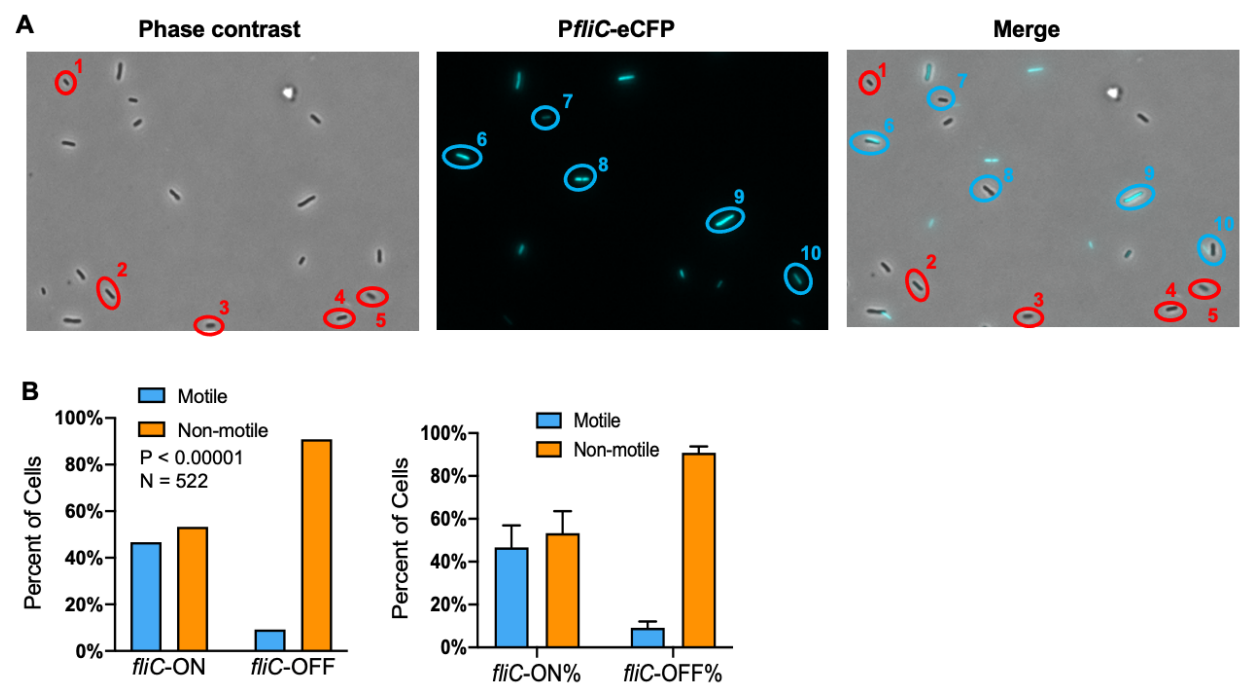 A
Phase contrast
PfliC-eCFP
Merge
1
2
3
4
5
6
7
8
9
10
1
7
6
8
9
10
2
3
4
5
B
Motile
Non-motile
P < 0.00001
N = 522
100%
80%
60%
40%
20%
0%
Percent of Cells
fliC-ON
fliC-OFF
Motile
Non-motile
100%
80%
60%
40%
20%
0%
Percent of Cells
fliC-ON%
fliC-OFF%